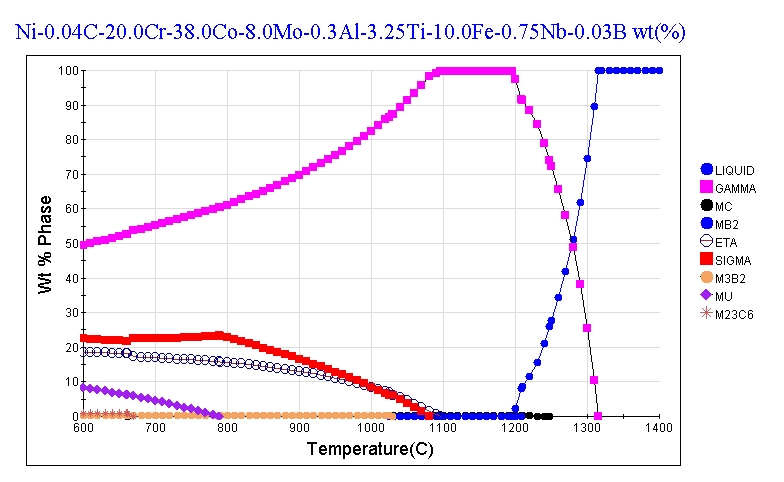 Ni-0.04C-20.0Cr-38.0Co-8.0Mo-0.3Al-3.25Ti-10.0Fe-0.75Nb-0.03B wt(%)
100
90
80
70
60
50
40
30
20
10
0
Wt % Phase
600 700 800 900 1000 1100 1200 1300 1400
Temperature(C)
LIQUID
GAMMA
MC
MB2
ETA
SIGMA
M3B2
MU
M23C6